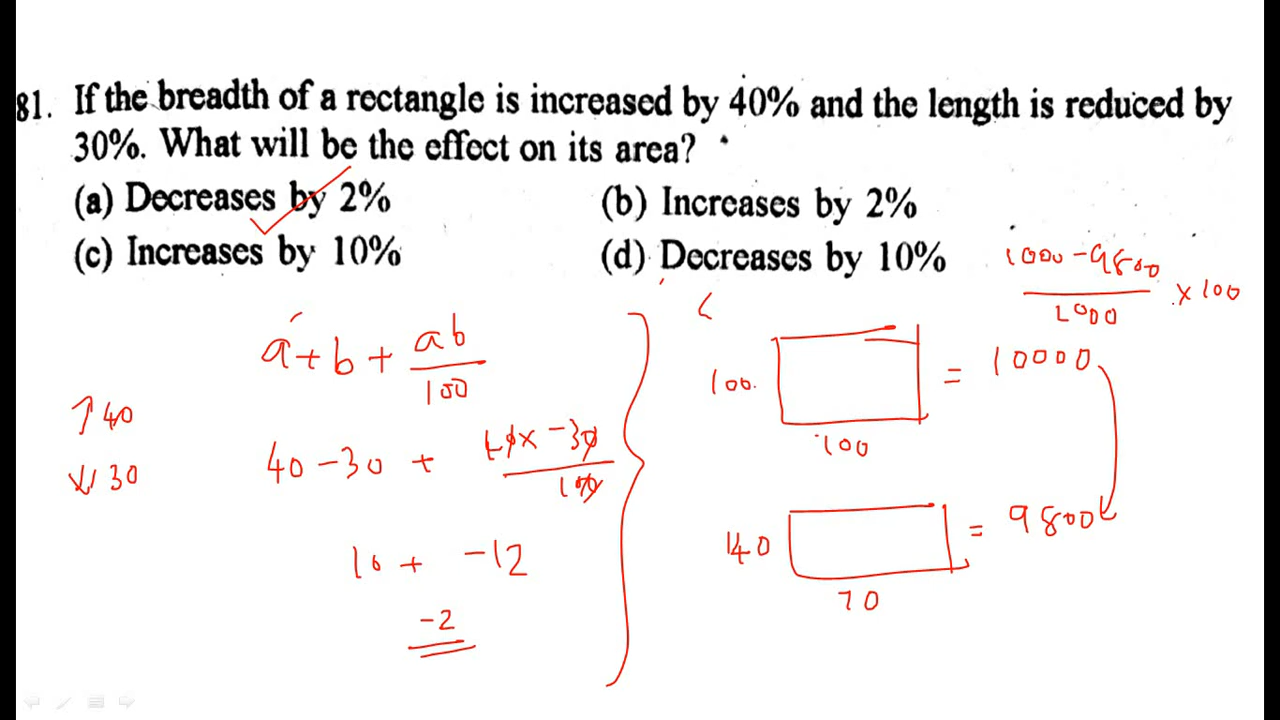 81. If the breadth of a rectangle is increased by 40% and the length is reduced by
30%. What will be the effect on its area?
(a) Decreases by 2%
(b) Increases by 2%
(c) Increases by 10%
(d) Decreases by 10%
1000 - 9800
1000
x 100
a + b + ab
100
↑ 40
↓ 30
40 - 30 + 40x - 30
100
10 + -12
-2
100
100
= 10000
140
70
= 9800